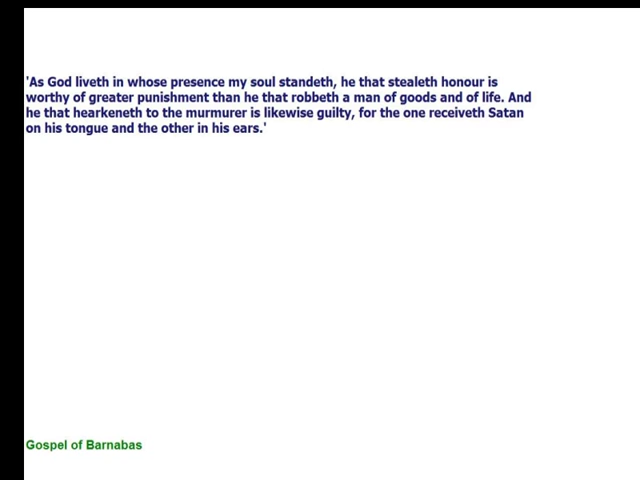 'As God liveth in whose presence my soul standeth, he that stealeth honour is
worthy of greater punishment than he that robbeth a man of goods and of life. And
he that hearkeneth to the murmurer is likewise guilty, for the one receiveth Satan
on his tongue and the other in his ears.'
Gospel of Barnabas